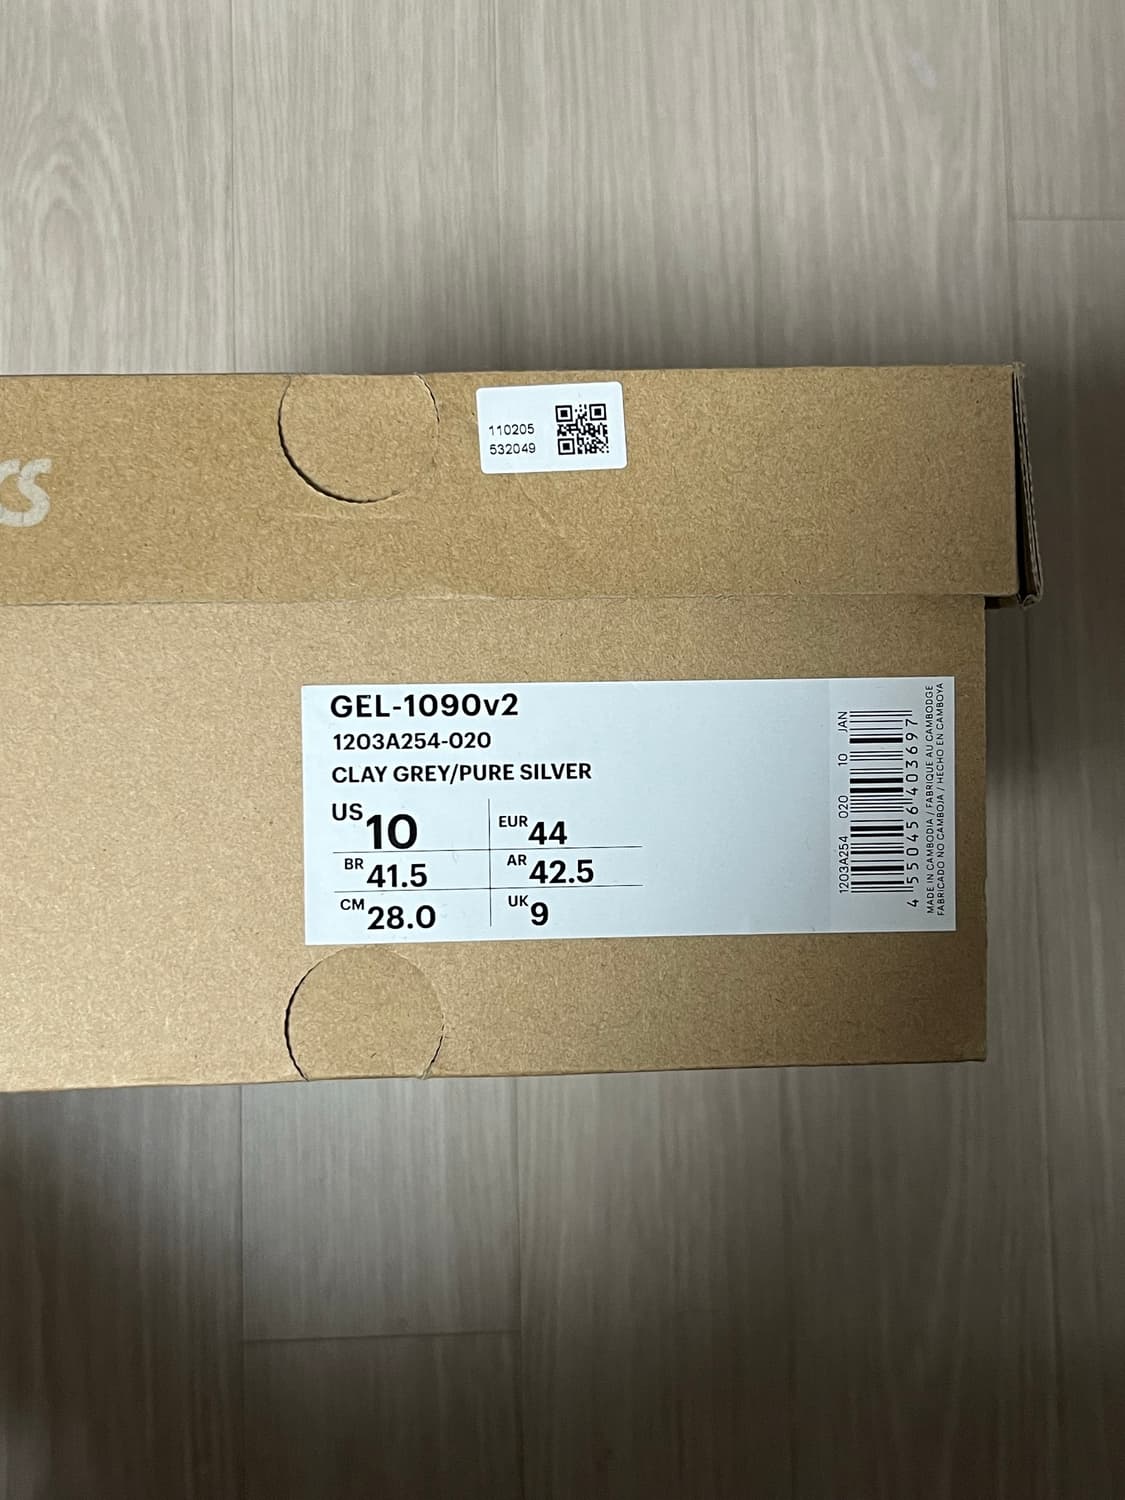 cs
110205
532049
GEL-1090v2
1203A254-020
CLAY GREY/PURE SILVER
US 10
EUR 44
BR 41.5
AR 42.5
CM 28.0
UK 9
1203A254 020 10 JAN
4 550456 403697
MADE IN CAMBODIA / FABRIQUE AU CAMBODGE
FABRICADO NO CAMBOJA / HECHO EN CAMBOYA